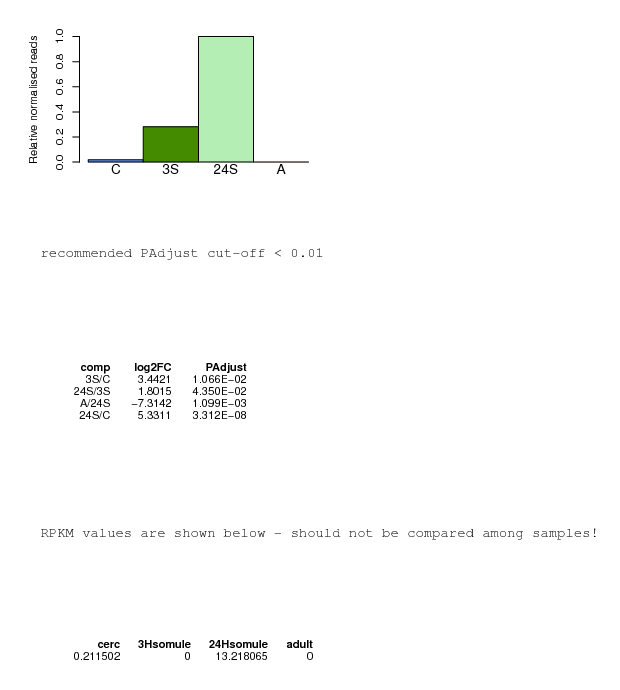 Relative normalised reads
1.0
0.8
0.6
0.4
0.2
0.0
C 3S 24S A
recommended PAdjust cut-off < 0.01
comp log2FC PAdjust
3S/C 3.4421 1.066E-02
24S/3S 1.8015 4.350E-02
A/24S -7.3142 1.099E-03
24S/C 5.3311 3.312E-08
RPKM values are shown below - should not be compared among samples!
cerc 3Hsomule 24Hsomule adult
0.211502 0 13.218065 0